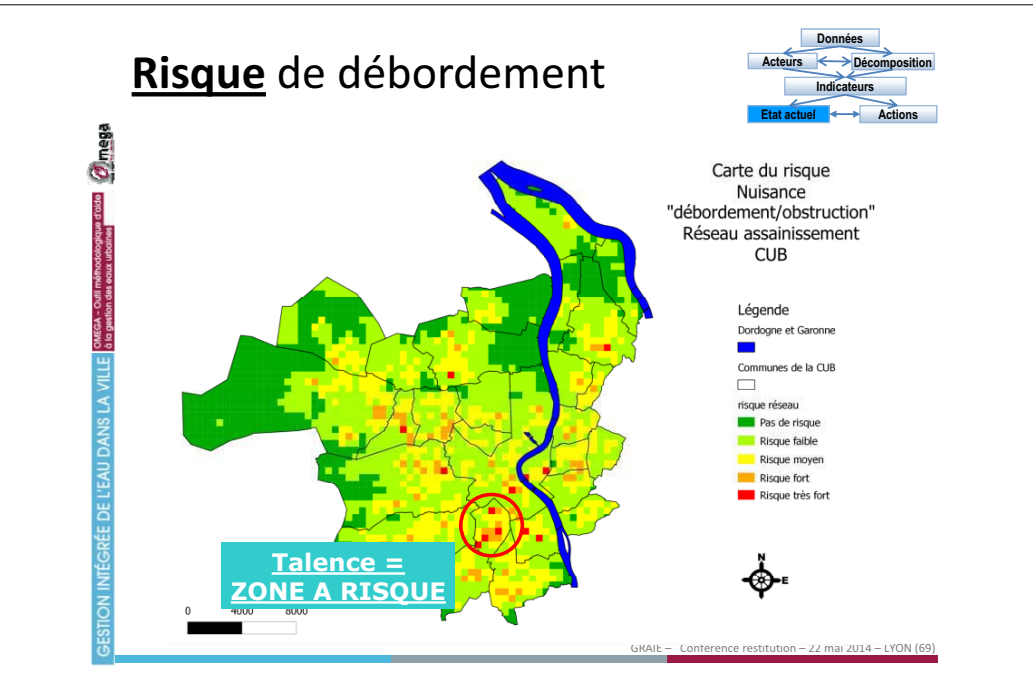 Risque de débordement
Données
Acteurs
Décomposition
Indicateurs
Etat actuel
Actions
Omega
OMEGA - Outil méthodologique d'aide
à la gestion des eaux urbaines
GESTION INTÉGRÉE DE L'EAU DANS LA VILLE
Carte du risque
Nuisance
"débordement/obstruction"
Réseau assainissement
CUB
Légende
Dordogne et Garonne
Communes de la CUB
risque réseau
Pas de risque
Risque faible
Risque moyen
Risque fort
Risque très fort
N
E
Talence =
ZONE A RISQUE
0 4000 8000
GRAIE – Conférence restitution – 22 mai 2014 – LYON (69)